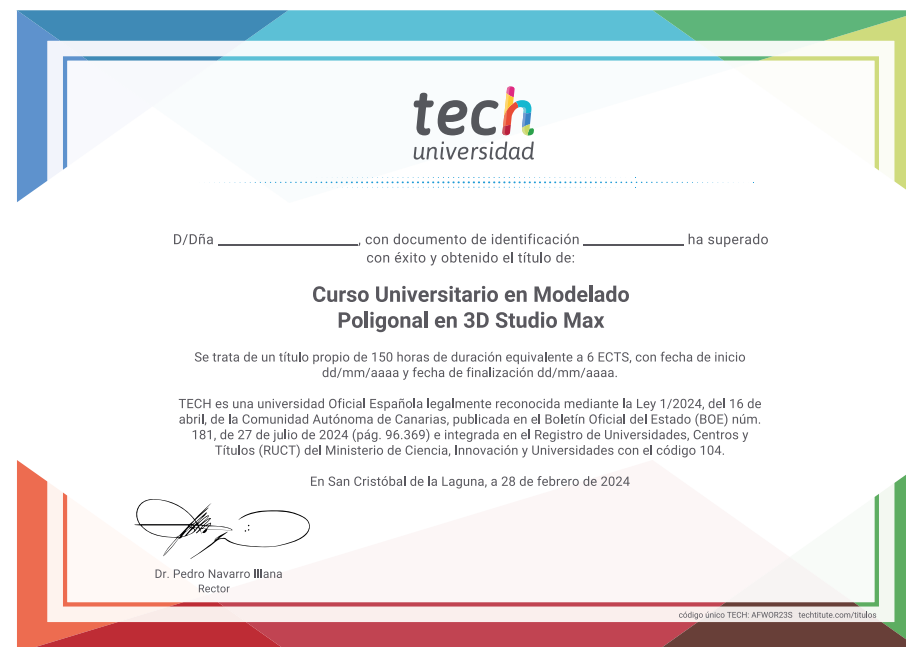 tech
universidad
D/Dña ____________________, con documento de identificación ______________ ha superado
con éxito y obtenido el título de:
Curso Universitario en Modelado
Poligonal en 3D Studio Max
Se trata de un título propio de 150 horas de duración equivalente a 6 ECTS, con fecha de inicio
dd/mm/aaaa y fecha de finalización dd/mm/aaaa.
TECH es una universidad Oficial Española legalmente reconocida mediante la Ley 1/2024, del 16 de
abril, de la Comunidad Autónoma de Canarias, publicada en el Boletín Oficial del Estado (BOE) núm.
181, de 27 de julio de 2024 (pág. 96.369) e integrada en el Registro de Universidades, Centros y
Títulos (RUCT) del Ministerio de Ciencia, Innovación y Universidades con el código 104.
En San Cristóbal de la Laguna, a 28 de febrero de 2024
Dr. Pedro Navarro Illana
Rector
código único TECH: AFWOR23S techtitute.com/titulos